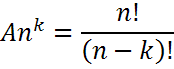 An^k = n! / (n − k)!